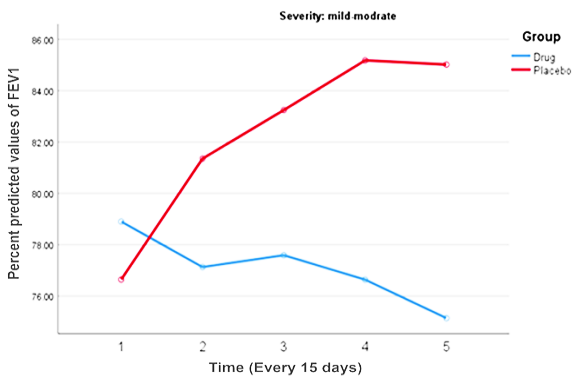 Severity: mild-modrate
Group
Drug
Placebo
Percent predicted values of FEV1
86.00
84.00
82.00
80.00
78.00
76.00
1 2 3 4 5
Time (Every 15 days)